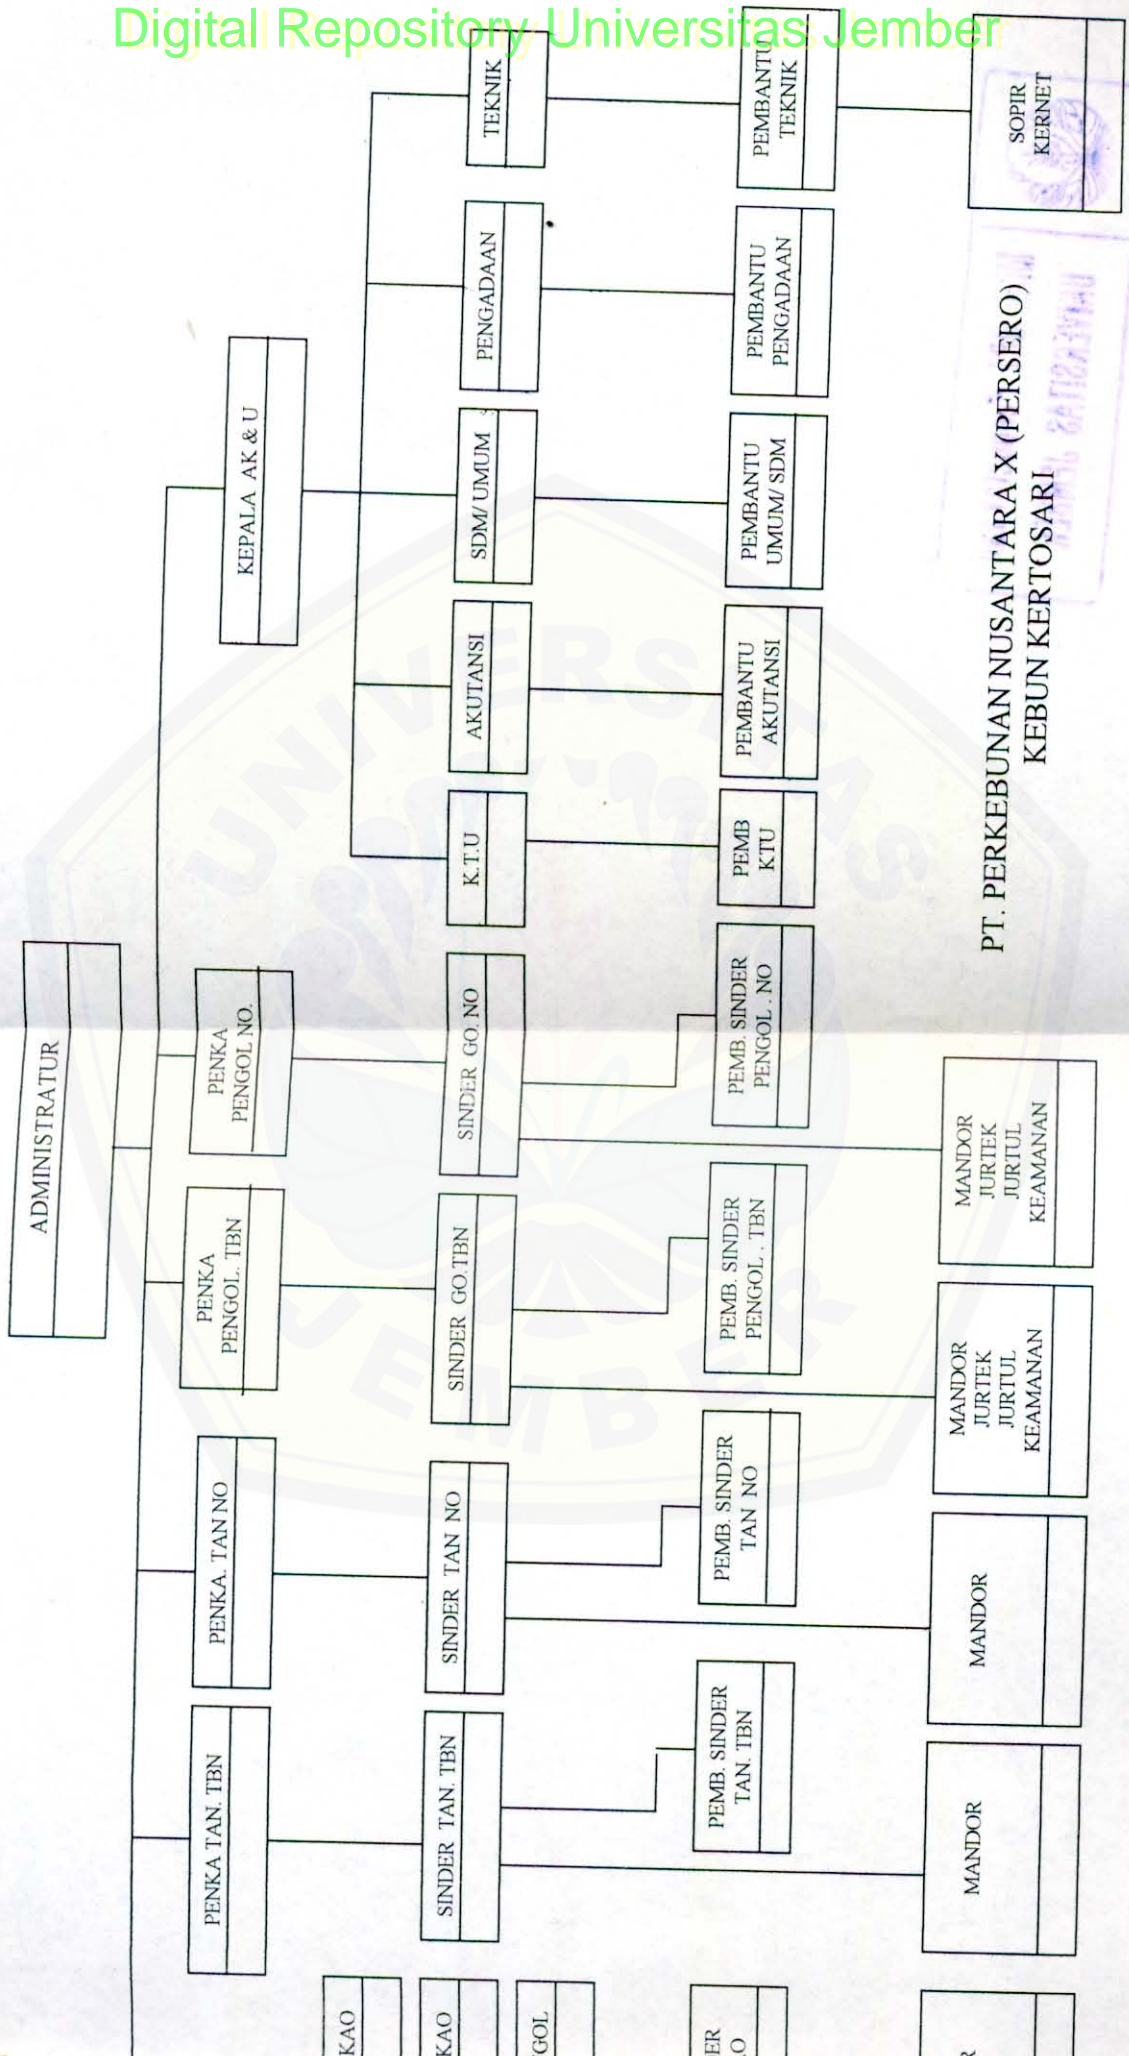 Digital Repository Universitas Jember
ADMINISTRATUR
PENKA TAN. TBN
PENKA. TAN NO
PENKA
PENGOL. TBN
PENKA
PENGOL NO.
KEPALA AK & U
KAO
KAO
GOL
SINDER TAN. TBN
SINDER TAN NO
SINDER GO.TBN
SINDER GO. NO
K.T.U
AKUTANSI
SDM/ UMUM
PENGADAAN
TEKNIK
DER
O
PEMB. SINDER
TAN. TBN
PEMB. SINDER
TAN NO
PEMB. SINDER
PENGOL . TBN
PEMB. SINDER
PENGOL . NO
PEMB
KTU
PEMBANTU
AKUTANSI
PEMBANTU
UMUM/ SDM
PEMBANTU
PENGADAAN
PEMBANTU
TEKNIK
R
MANDOR
MANDOR
MANDOR
JURTEK
JURTUL
KEAMANAN
MANDOR
JURTEK
JURTUL
KEAMANAN
SOPIR
KERNET
PT. PERKEBUNAN NUSANTARA X (PERSERO)
KEBUN KERTOSARI
UNIVERSITAS
JEMBER